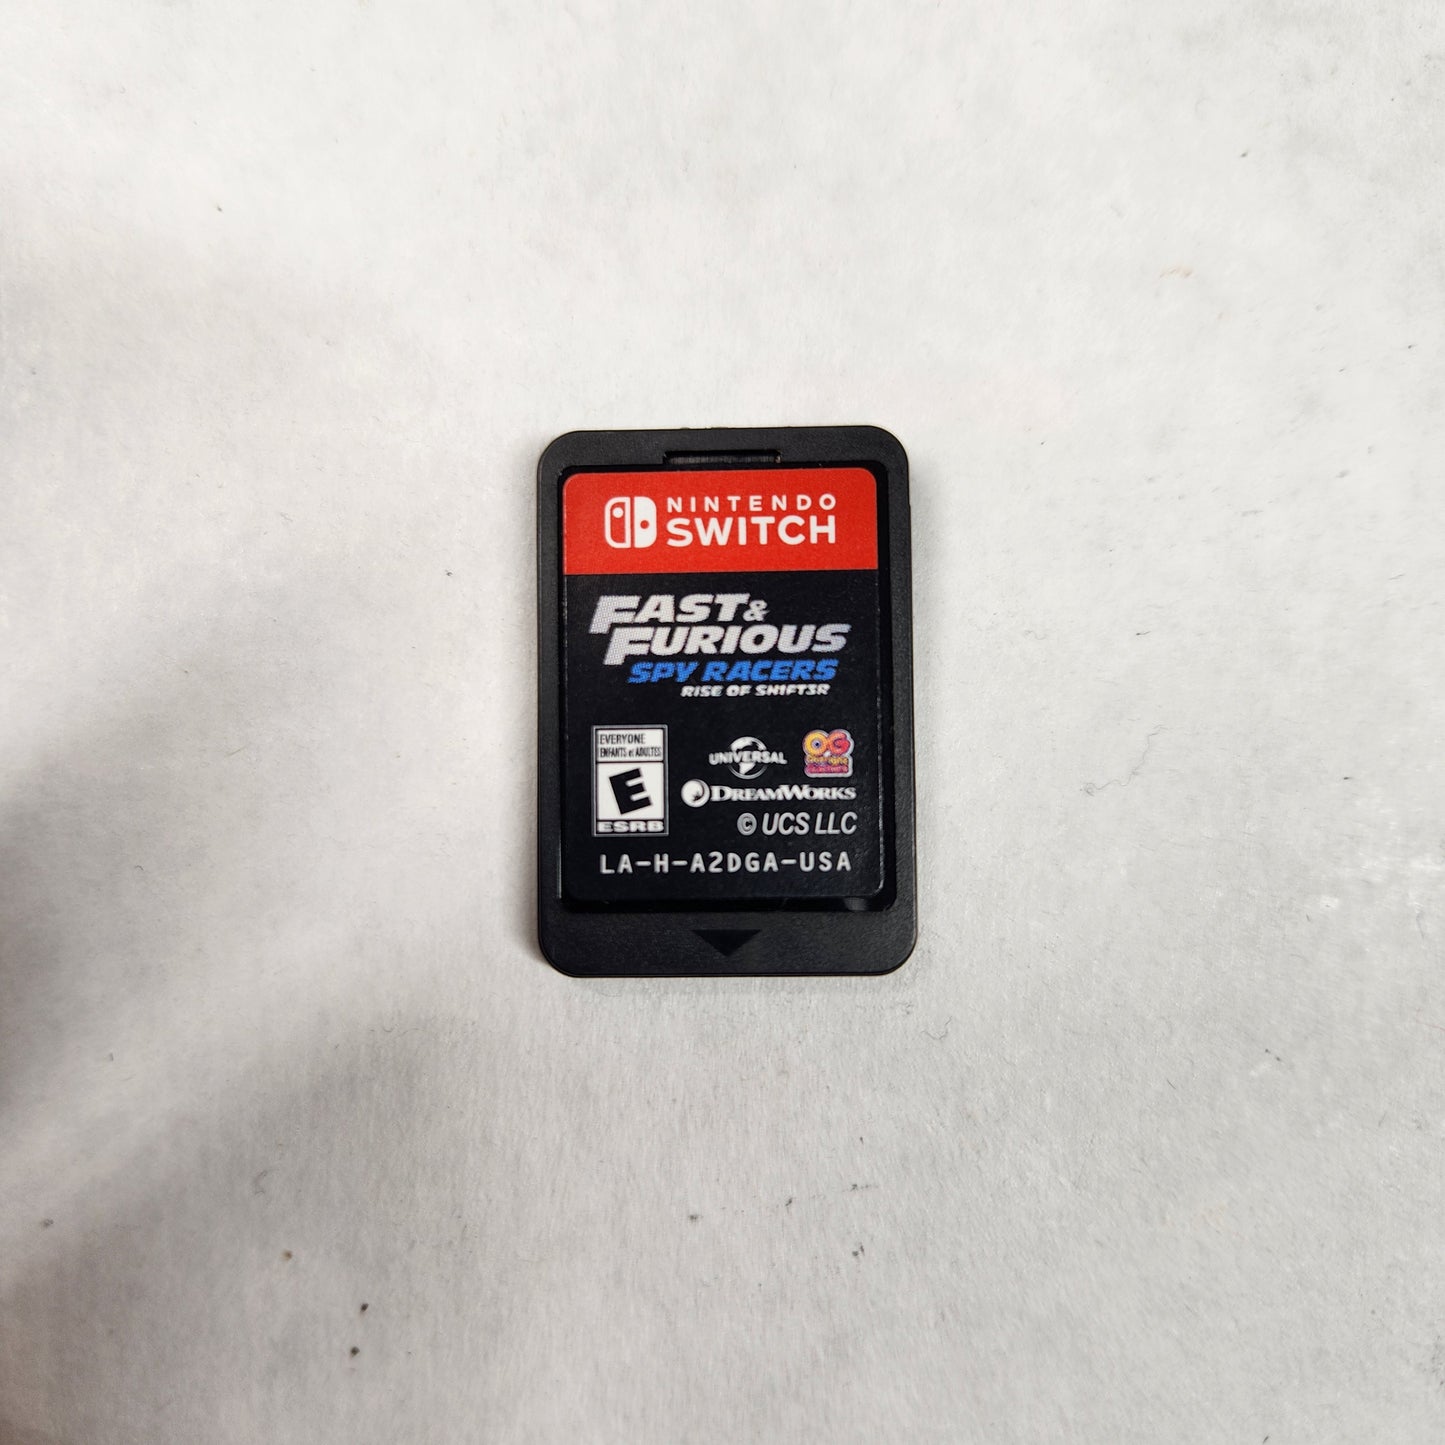 NINTENDO
SWITCH
FAST &
FURIOUS
SPY RACERS
RISE OF SH1FT3R
EVERYONE
ENFANTS et ADULTES
E
ESRB
UNIVERSAL
OG
DREAMWORKS
© UCS LLC
LA-H-A2DGA-USA